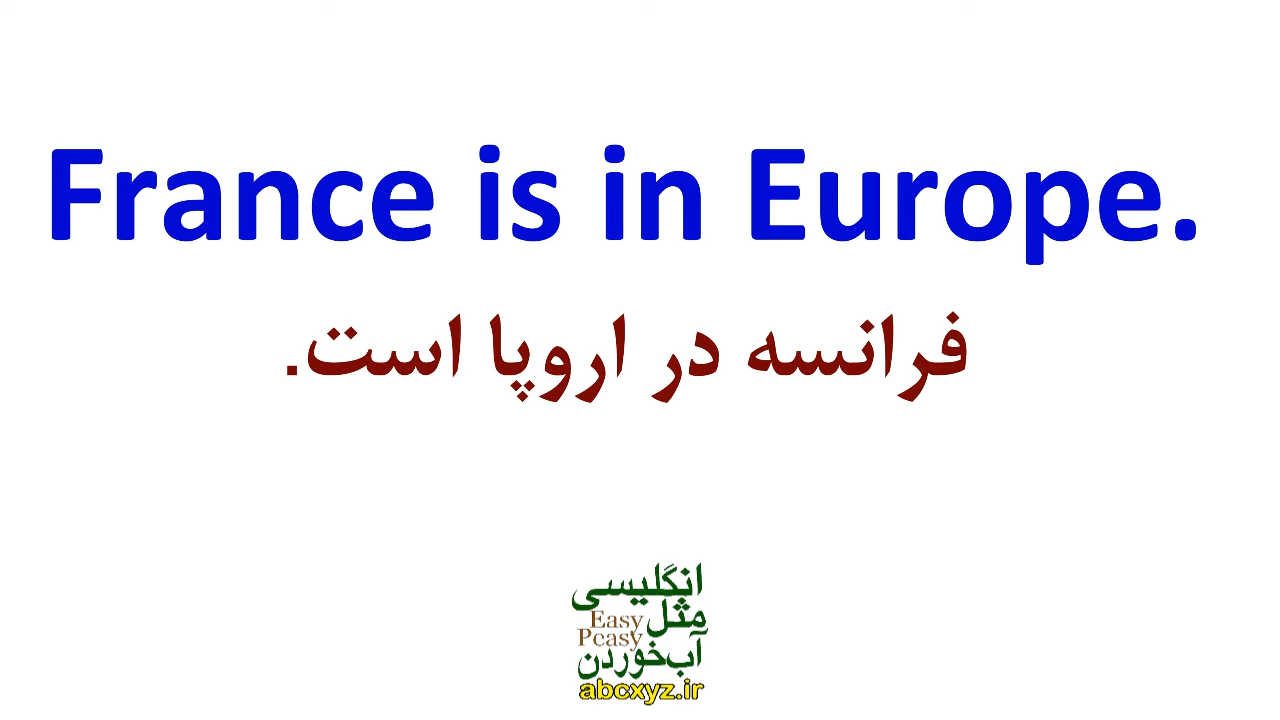 France is in Europe.
فرانسه در اروپا است.
انگلیسی
مثل
Easy
Peasy
آب‌خوردن
abcxyz.ir